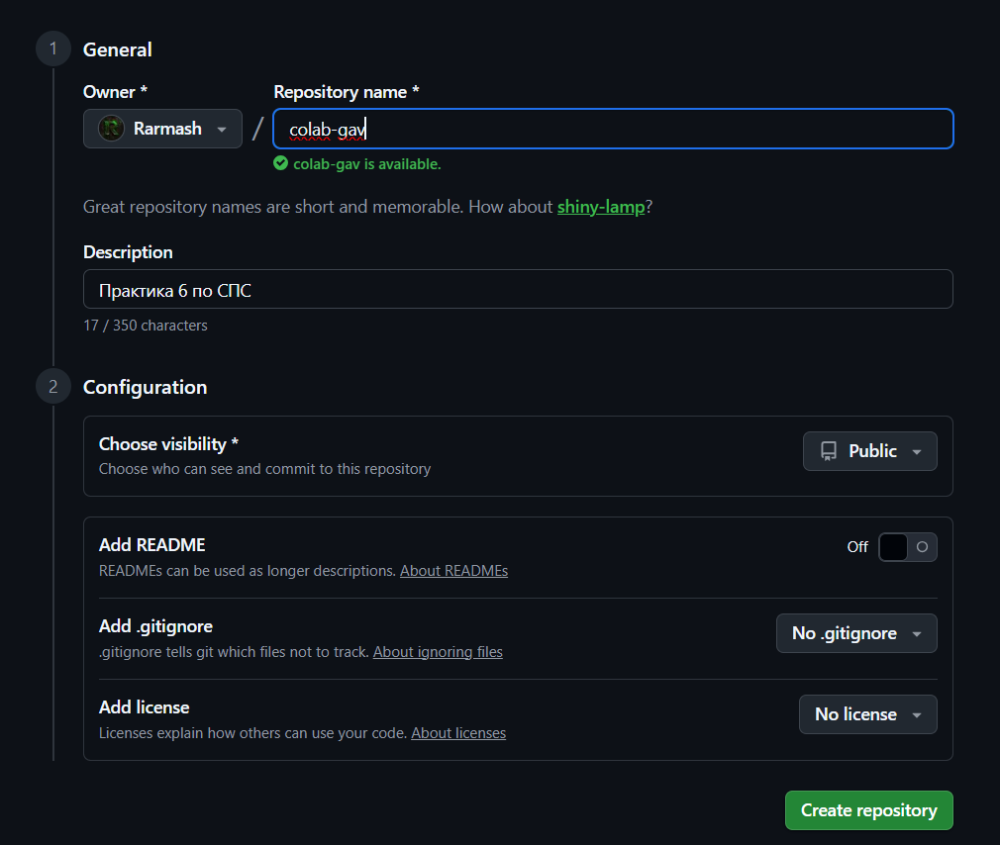 1 General
Owner * Repository name *
Rarmash / colab-gav
colab-gav is available.
Great repository names are short and memorable. How about shiny-lamp?
Description
Практика 6 по СПС
17 / 350 characters
2 Configuration
Choose visibility *
Choose who can see and commit to this repository
Public
Add README
READMEs can be used as longer descriptions. About READMEs
Off
Add .gitignore
.gitignore tells git which files not to track. About ignoring files
No .gitignore
Add license
Licenses explain how others can use your code. About licenses
No license
Create repository